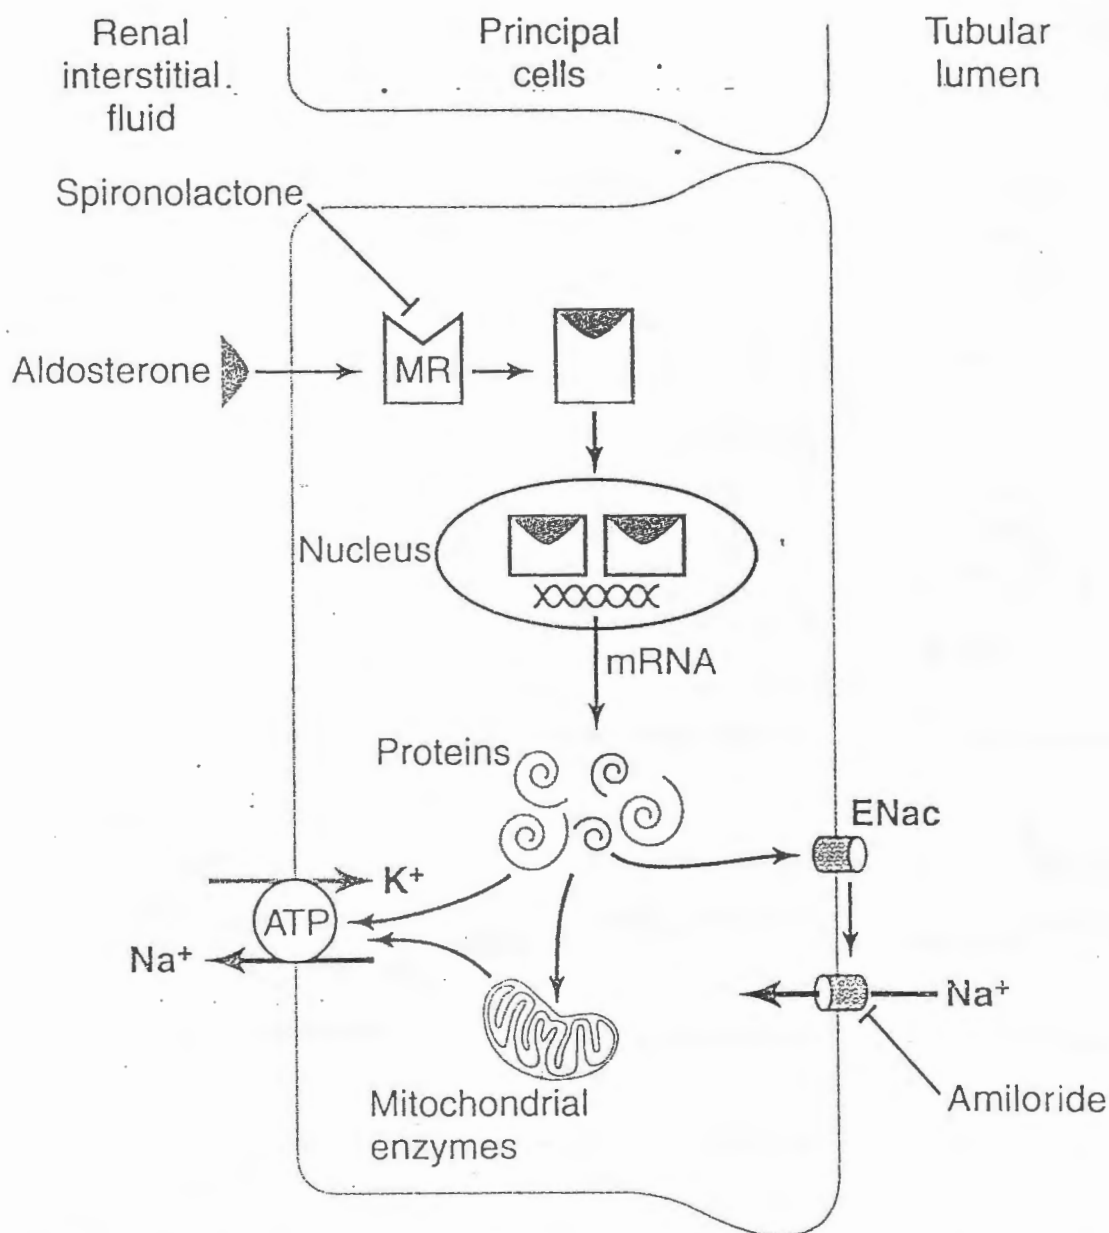 Renal
interstitial
fluid
Principal
cells
Tubular
lumen
Spironolactone
Aldosterone
MR
Nucleus
mRNA
Proteins
ENac
K⁺
ATP
Na⁺
Na⁺
Mitochondrial
enzymes
Amiloride